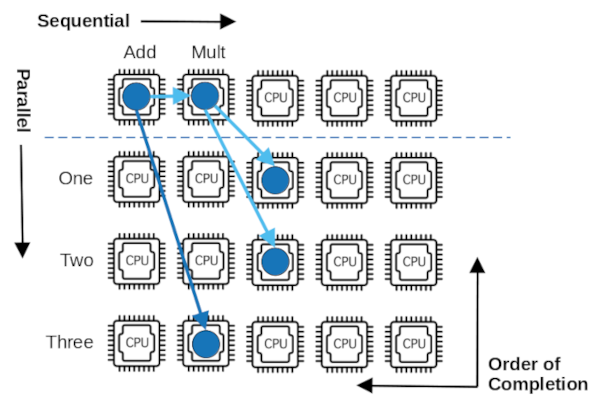 Sequential
Add Mult
CPU CPU CPU
Parallel
One CPU CPU CPU CPU
Two CPU CPU CPU CPU
Three CPU CPU CPU CPU
Order of
Completion